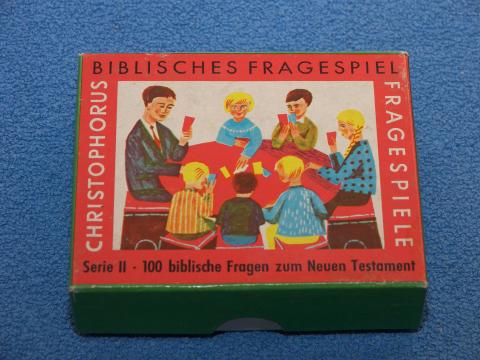 BIBLISCHES FRAGESPIEL
CHRISTOPHORUS
FRAGESPIELE
Serie II - 100 biblische Fragen zum Neuen Testament